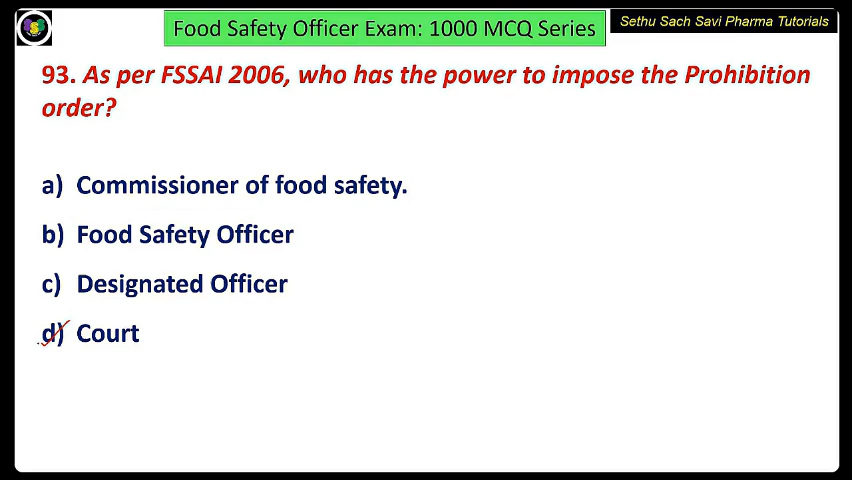 Food Safety Officer Exam: 1000 MCQ Series
Sethu Sach Savi Pharma Tutorials
93. As per FSSAI 2006, who has the power to impose the Prohibition
order?
a) Commissioner of food safety.
b) Food Safety Officer
c) Designated Officer
d) Court